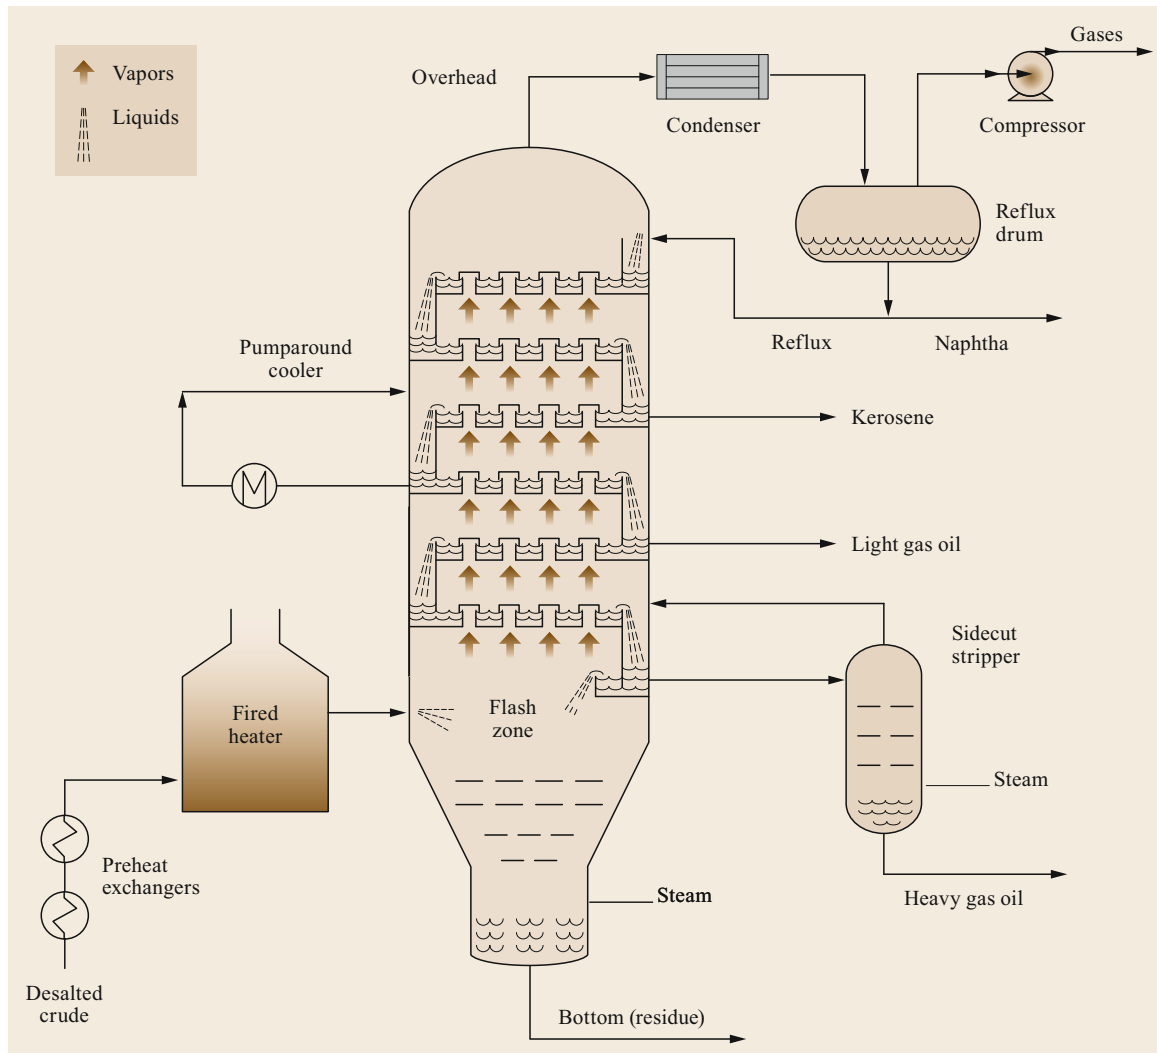 Gases
Vapors
Overhead
Liquids
Condenser
Compressor
Reflux
drum
Pumparound
cooler
Reflux
Naphtha
Kerosene
Light gas oil
Sidecut
stripper
Fired
heater
Flash
zone
Steam
Preheat
exchangers
Steam
Heavy gas oil
Desalted
crude
Bottom (residue)